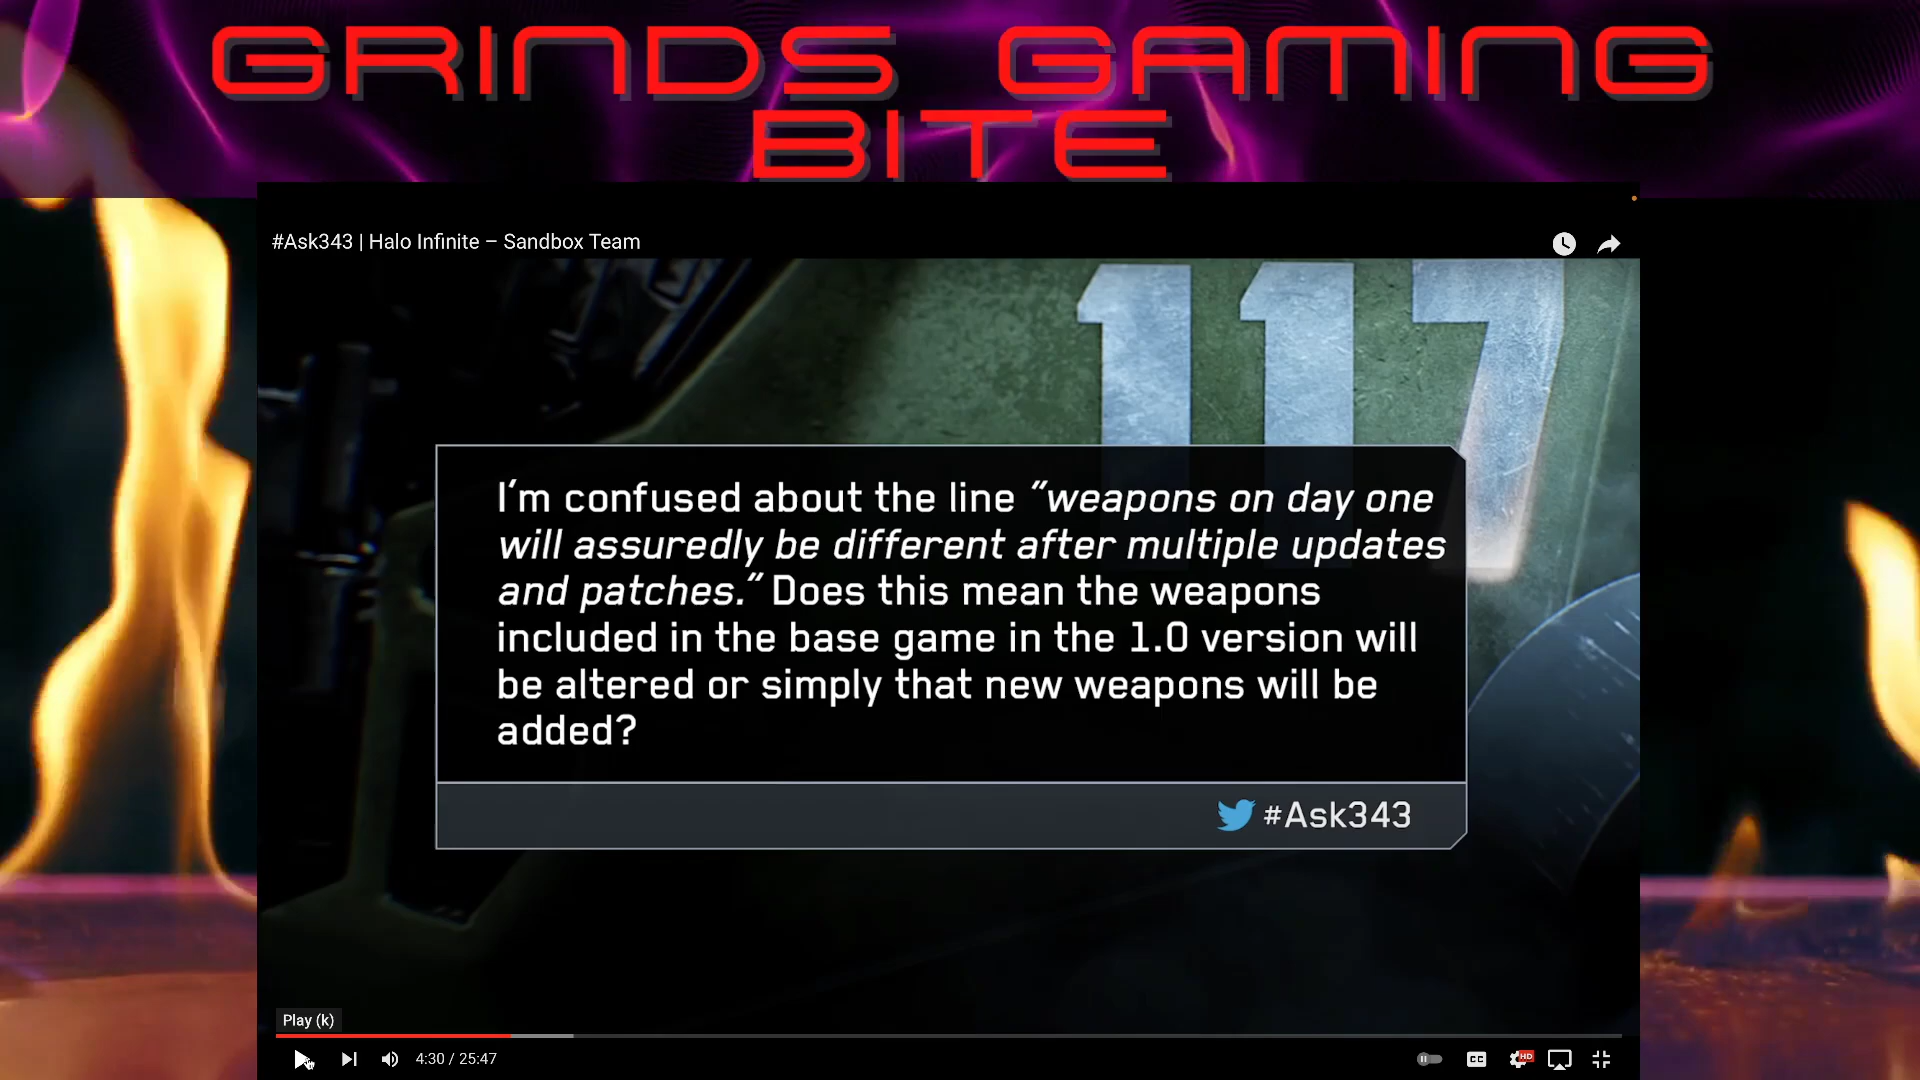 GRINDS GAMING
BITE
#Ask343 | Halo Infinite – Sandbox Team
117
I'm confused about the line "weapons on day one
will assuredly be different after multiple updates
and patches." Does this mean the weapons
included in the base game in the 1.0 version will
be altered or simply that new weapons will be
added?
#Ask343
Play (k)
4:30 / 25:47
CC
HD